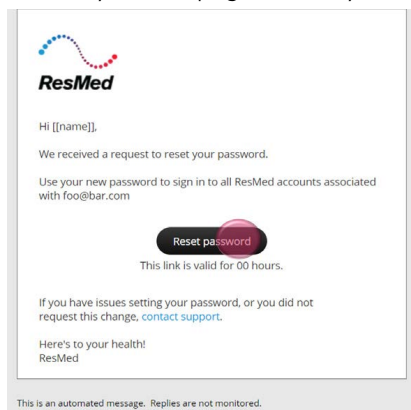 ResMed
Hi [[name]],
We received a request to reset your password.
Use your new password to sign in to all ResMed accounts associated
with foo@bar.com
Reset password
This link is valid for 00 hours.
If you have issues setting your password, or you did not
request this change, contact support.
Here's to your health!
ResMed
This is an automated message. Replies are not monitored.